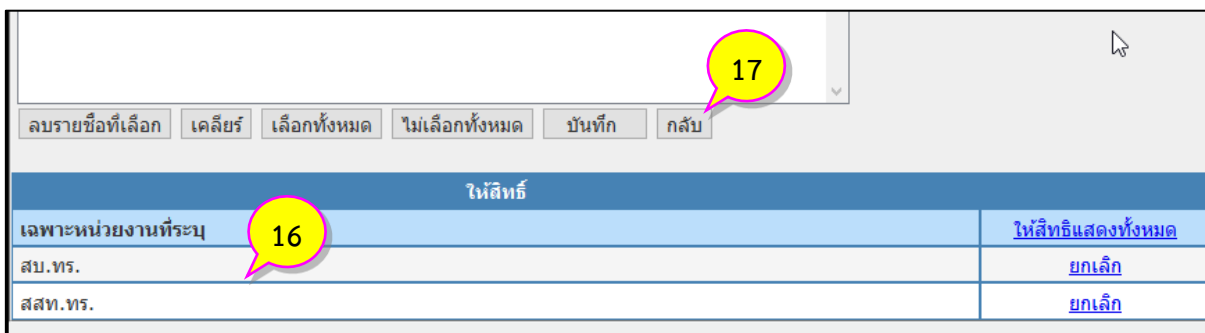 17
ลบรายชื่อที่เลือก เคลียร์ เลือกทั้งหมด ไม่เลือกทั้งหมด บันทึก กลับ
ให้สิทธิ์
เฉพาะหน่วยงานที่ระบุ 16 ให้สิทธิแสดงทั้งหมด
สบ.ทร. ยกเลิก
สสท.ทร. ยกเลิก